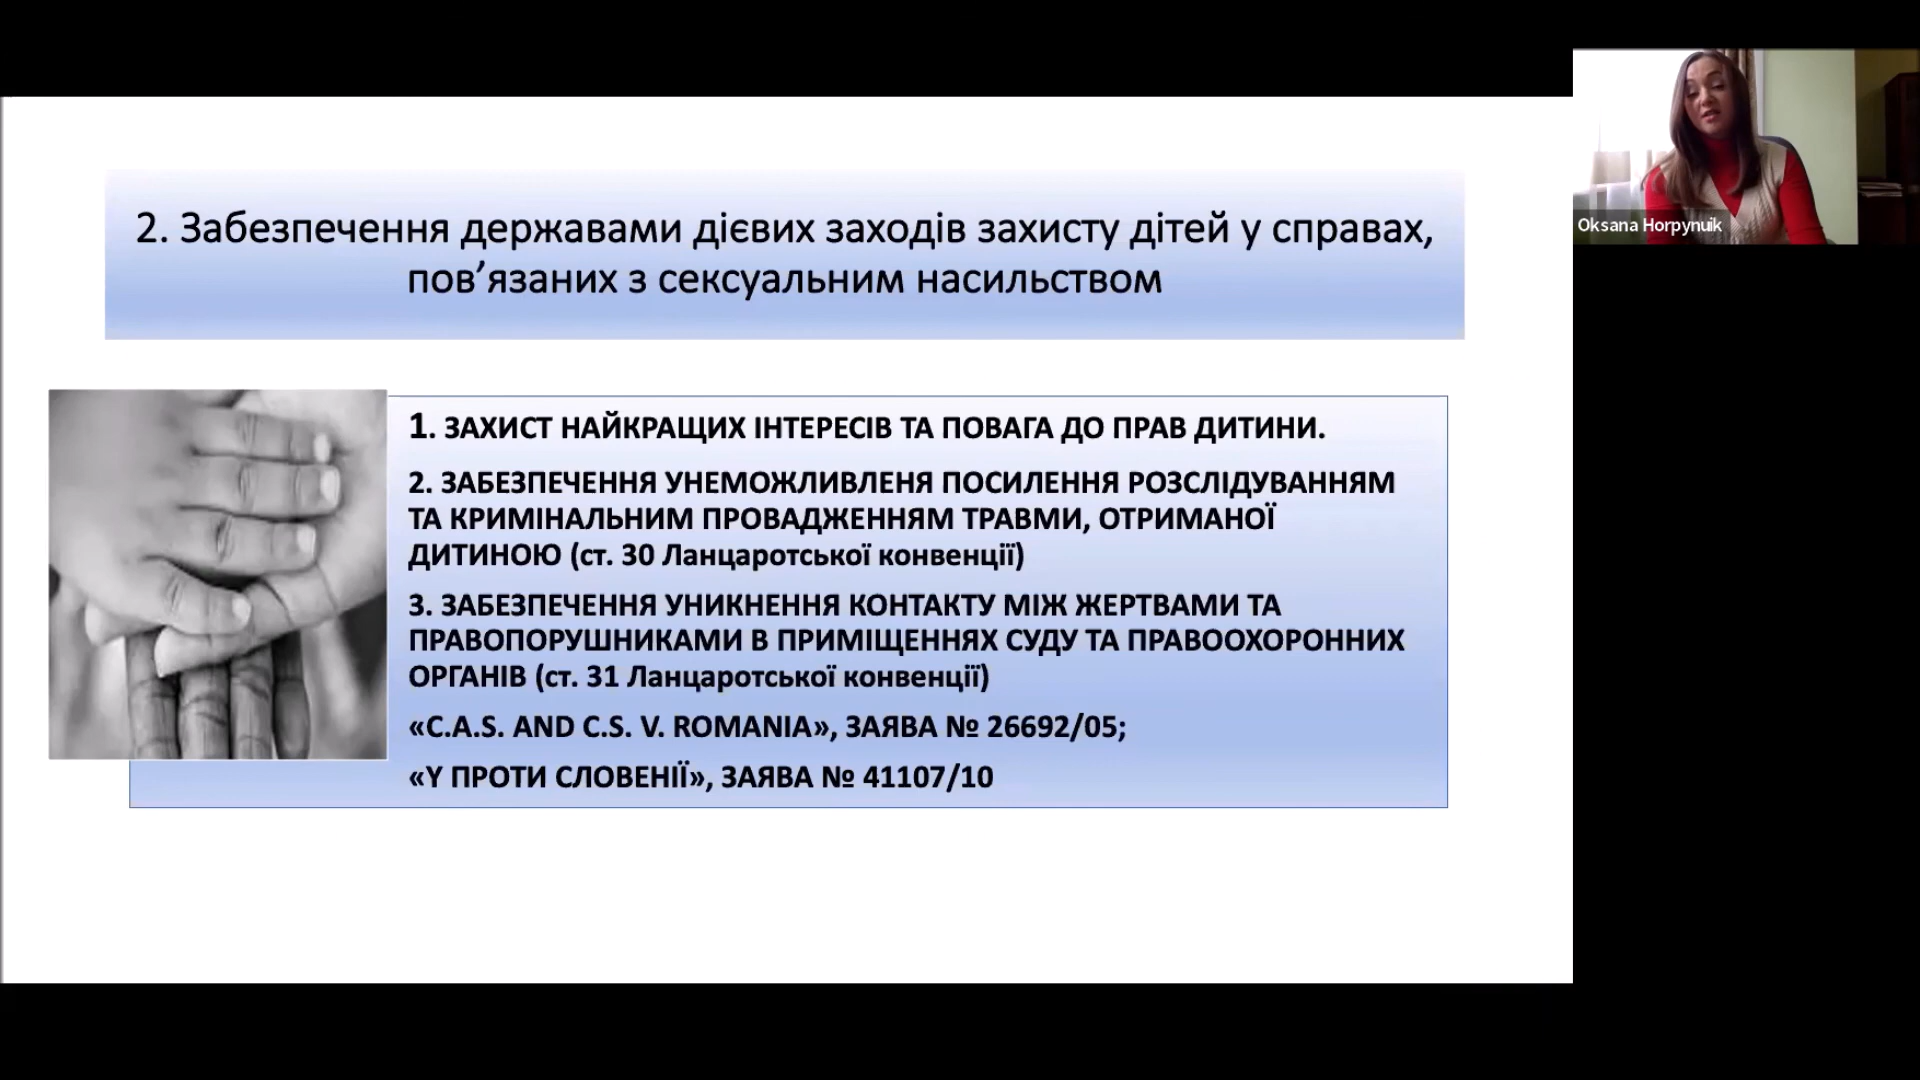 2. Забезпечення державами дієвих заходів захисту дітей у справах,
пов’язаних з сексуальним насильством
1. ЗАХИСТ НАЙКРАЩИХ ІНТЕРЕСІВ ТА ПОВАГА ДО ПРАВ ДИТИНИ.
2. ЗАБЕЗПЕЧЕННЯ УНЕМОЖЛИВЛЕНЯ ПОСИЛЕННЯ РОЗСЛІДУВАННЯМ
ТА КРИМІНАЛЬНИМ ПРОВАДЖЕННЯМ ТРАВМИ, ОТРИМАНОЇ
ДИТИНОЮ (ст. 30 Ланцаротської конвенції)
3. ЗАБЕЗПЕЧЕННЯ УНИКНЕННЯ КОНТАКТУ МІЖ ЖЕРТВАМИ ТА
ПРАВОПОРУШНИКАМИ В ПРИМІЩЕННЯХ СУДУ ТА ПРАВООХОРОННИХ
ОРГАНІВ (ст. 31 Ланцаротської конвенції)
«C.A.S. AND C.S. V. ROMANIA», ЗАЯВА № 26692/05;
«Y ПРОТИ СЛОВЕНІЇ», ЗАЯВА № 41107/10
Oksana Horpynuik